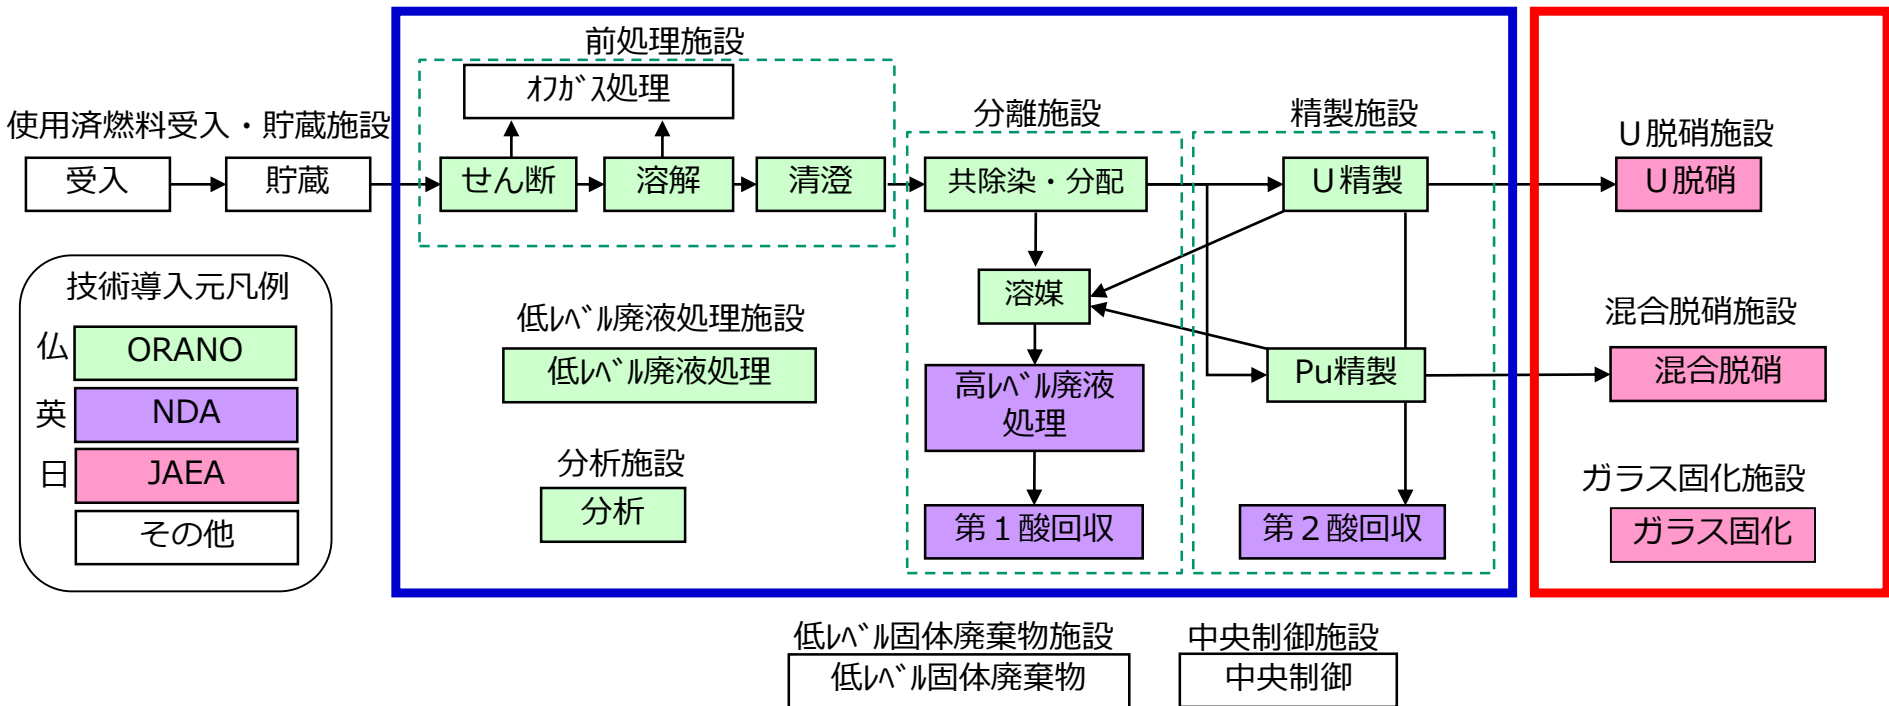 前処理施設
オフガス処理
使用済燃料受入・貯蔵施設
受入
貯蔵
せん断
溶解
清澄
分離施設
共除染・分配
溶媒
高レベル廃液
処理
第１酸回収
精製施設
U精製
Pu精製
第２酸回収
U脱硝施設
U脱硝
混合脱硝施設
混合脱硝
ガラス固化施設
ガラス固化
低レベル廃液処理施設
低レベル廃液処理
分析施設
分析
技術導入元凡例
仏 ORANO
英 NDA
日 JAEA
その他
低レベル固体廃棄物施設
低レベル固体廃棄物
中央制御施設
中央制御